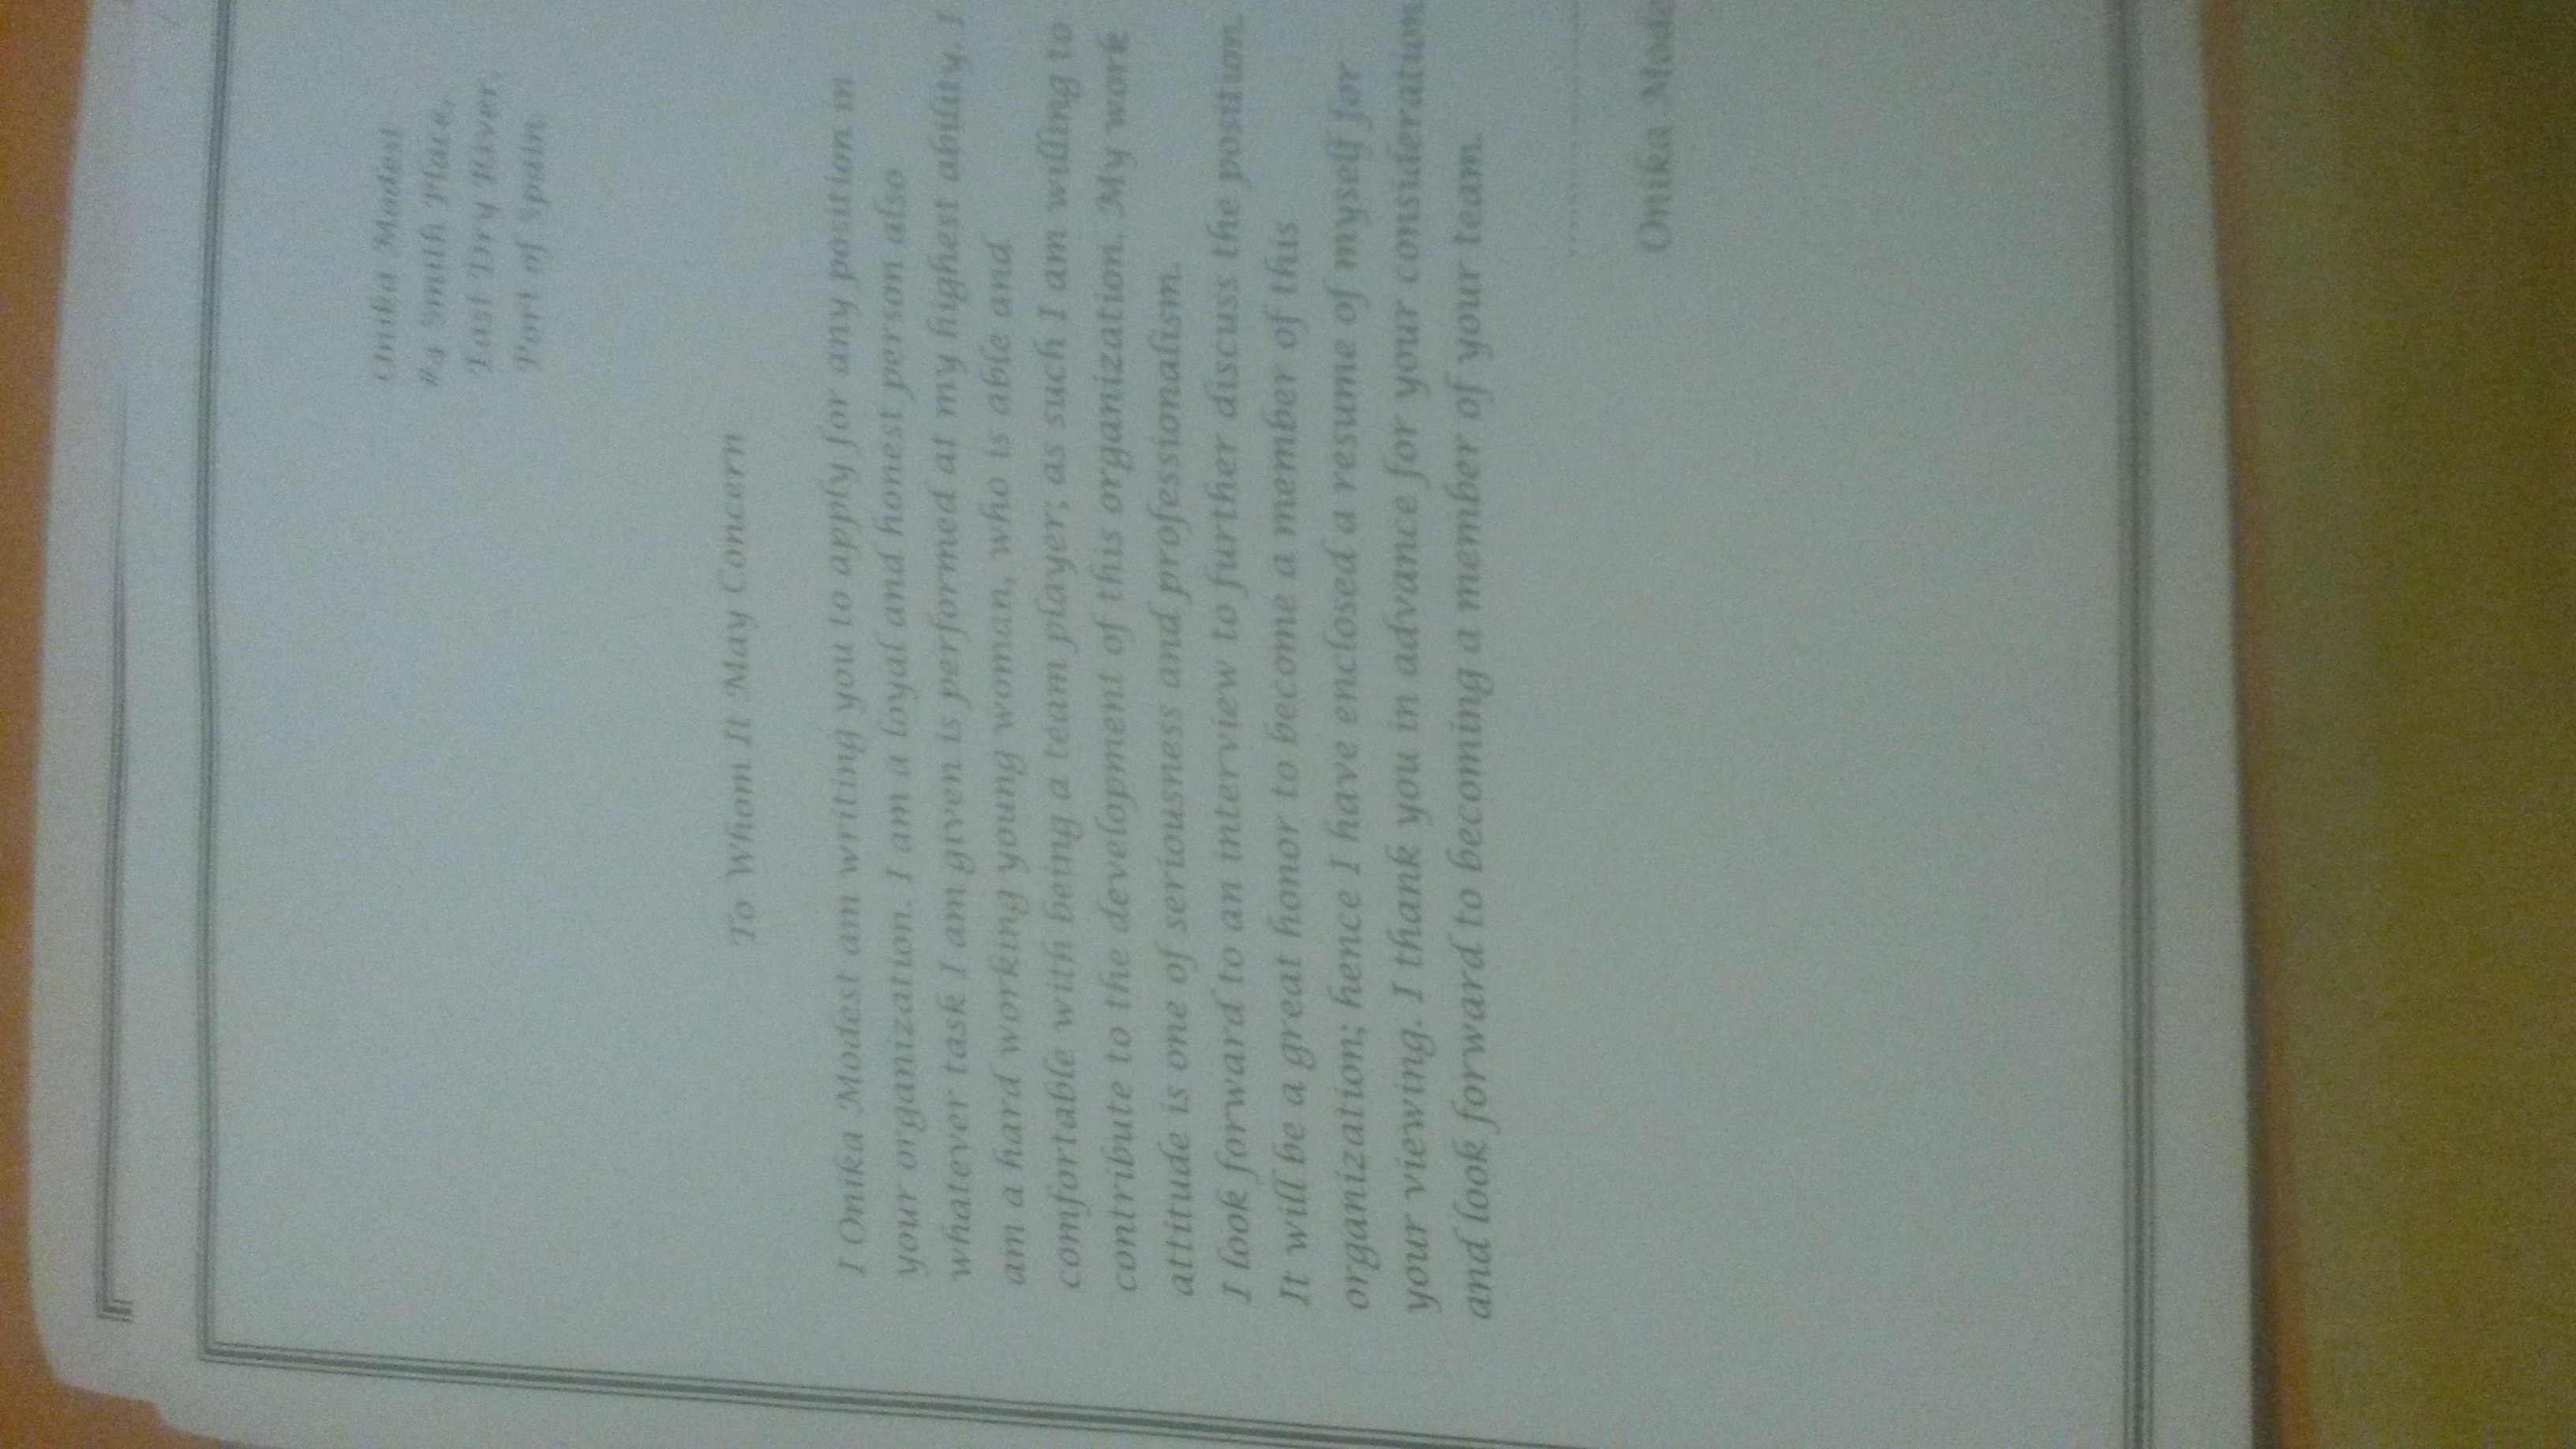 Onika Modest
#4 Smith Place,
East Dry River,
Port of Spain
To Whom It May Concern
I Onika Modest am writing you to apply for any position in
your organization. I am a loyal and honest person also
whatever task I am given is performed at my highest ability. I
am a hard working young woman, who is able and
comfortable with being a team player; as such I am willing to
contribute to the development of this organization. My work
attitude is one of seriousness and professionalism.
I look forward to an interview to further discuss the position.
It will be a great honor to become a member of this
organization; hence I have enclosed a resume of myself for
your viewing. I thank you in advance for your consideration
and look forward to becoming a member of your team.
Onika Mode